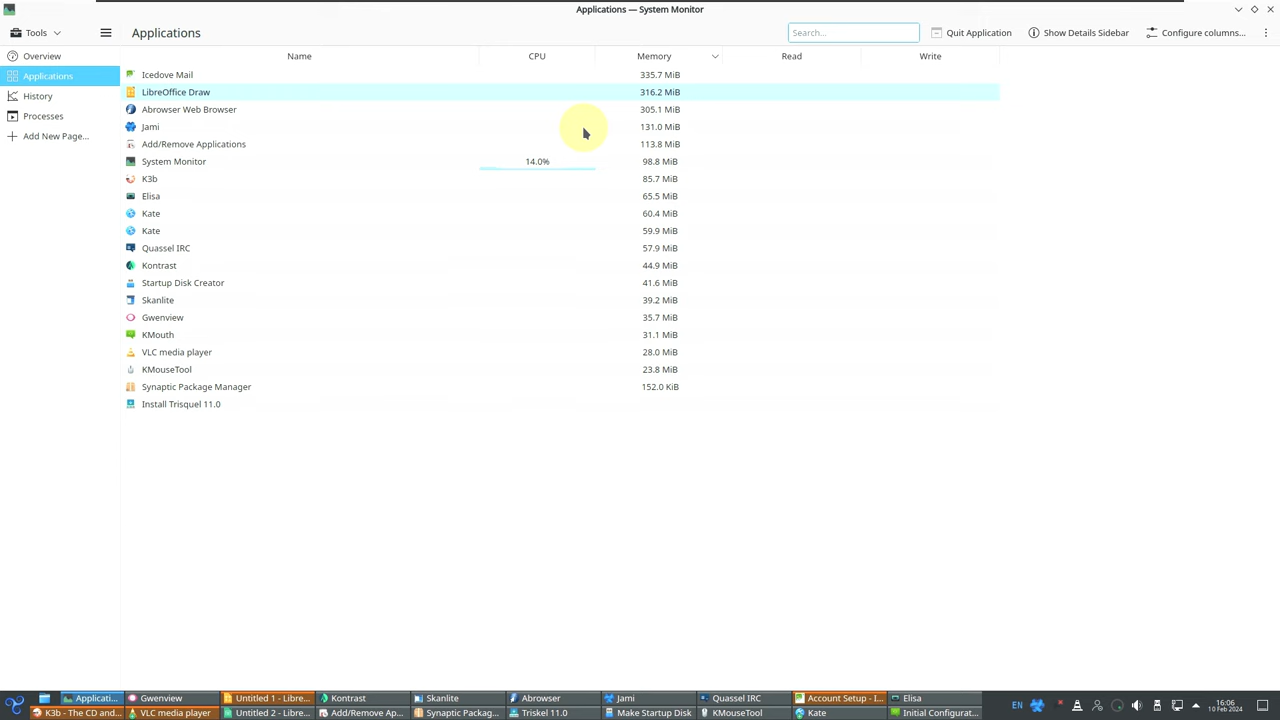 Applications — System Monitor
Tools
Applications
Search...
Quit Application
Show Details Sidebar
Configure columns...
Overview
Applications
History
Processes
Add New Page...
Name CPU Memory Read Write
Icedove Mail 335.7 MiB
LibreOffice Draw 316.2 MiB
Abrowser Web Browser 305.1 MiB
Jami 131.0 MiB
Add/Remove Applications 113.8 MiB
System Monitor 14.0% 98.8 MiB
K3b 85.7 MiB
Elisa 65.5 MiB
Kate 60.4 MiB
Kate 59.9 MiB
Quassel IRC 57.9 MiB
Kontrast 44.9 MiB
Startup Disk Creator 41.6 MiB
Skanlite 39.2 MiB
Gwenview 35.7 MiB
KMouth 31.1 MiB
VLC media player 28.0 MiB
KMouseTool 23.8 MiB
Synaptic Package Manager 152.0 KiB
Install Trisquel 11.0
Applicati... Gwenview Untitled 1 - Libre... Kontrast Skanlite Abrowser Jami Quassel IRC Account Setup - I... Elisa
K3b - The CD and... VLC media player Untitled 2 - Libre... Add/Remove Ap... Synaptic Packag... Triskel 11.0 Make Startup Disk KMouseTool Kate Initial Configurat...
EN
16:06
10 Feb 2024